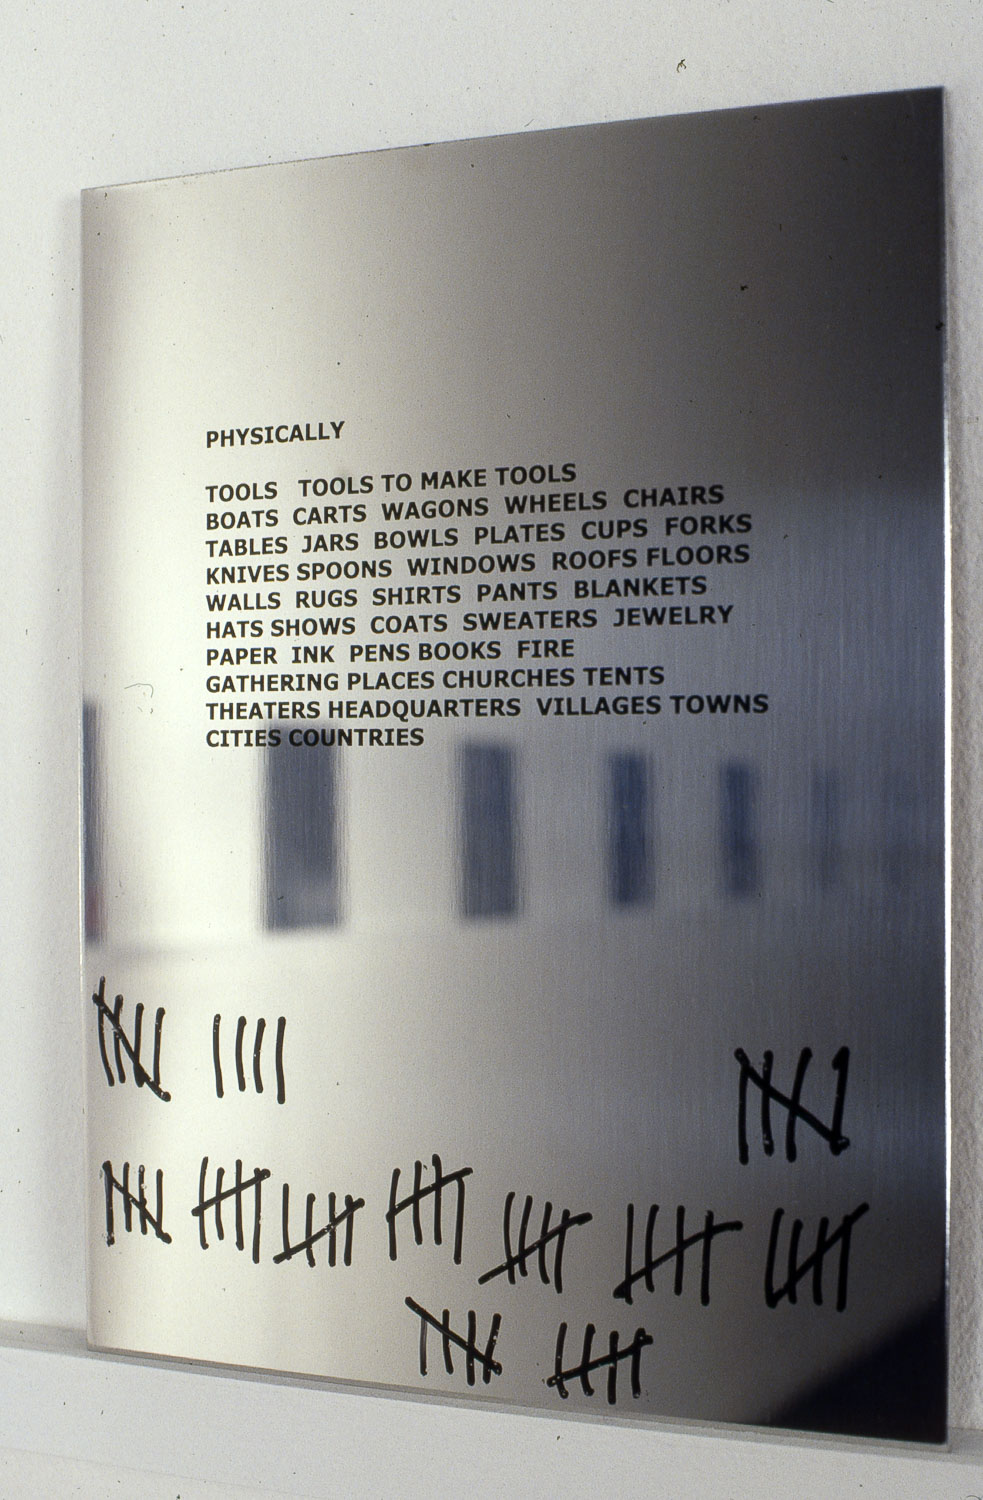 PHYSICALLY
TOOLS TOOLS TO MAKE TOOLS
BOATS CARTS WAGONS WHEELS CHAIRS
TABLES JARS BOWLS PLATES CUPS FORKS
KNIVES SPOONS WINDOWS ROOFS FLOORS
WALLS RUGS SHIRTS PANTS BLANKETS
HATS SHOWS COATS SWEATERS JEWELRY
PAPER INK PENS BOOKS FIRE
GATHERING PLACES CHURCHES TENTS
THEATERS HEADQUARTERS VILLAGES TOWNS
CITIES COUNTRIES